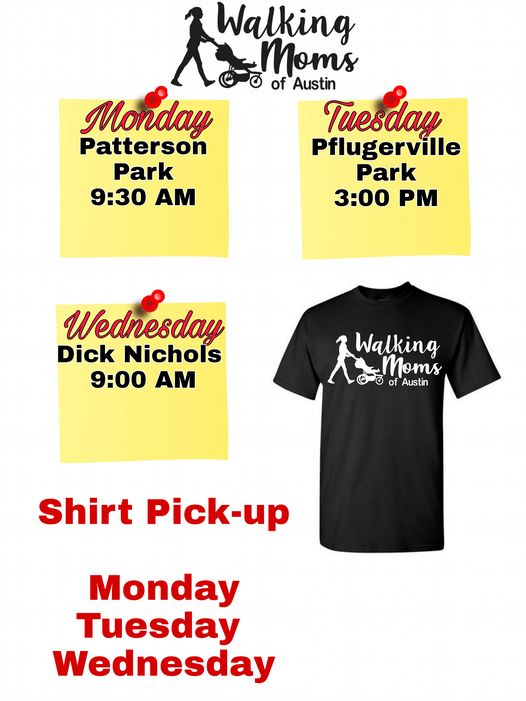 Walking
Moms
of Austin
Monday
Patterson
Park
9:30 AM
Tuesday
Pflugerville
Park
3:00 PM
Wednesday
Dick Nichols
9:00 AM
Walking
Moms
of Austin
Shirt Pick-up
Monday
Tuesday
Wednesday